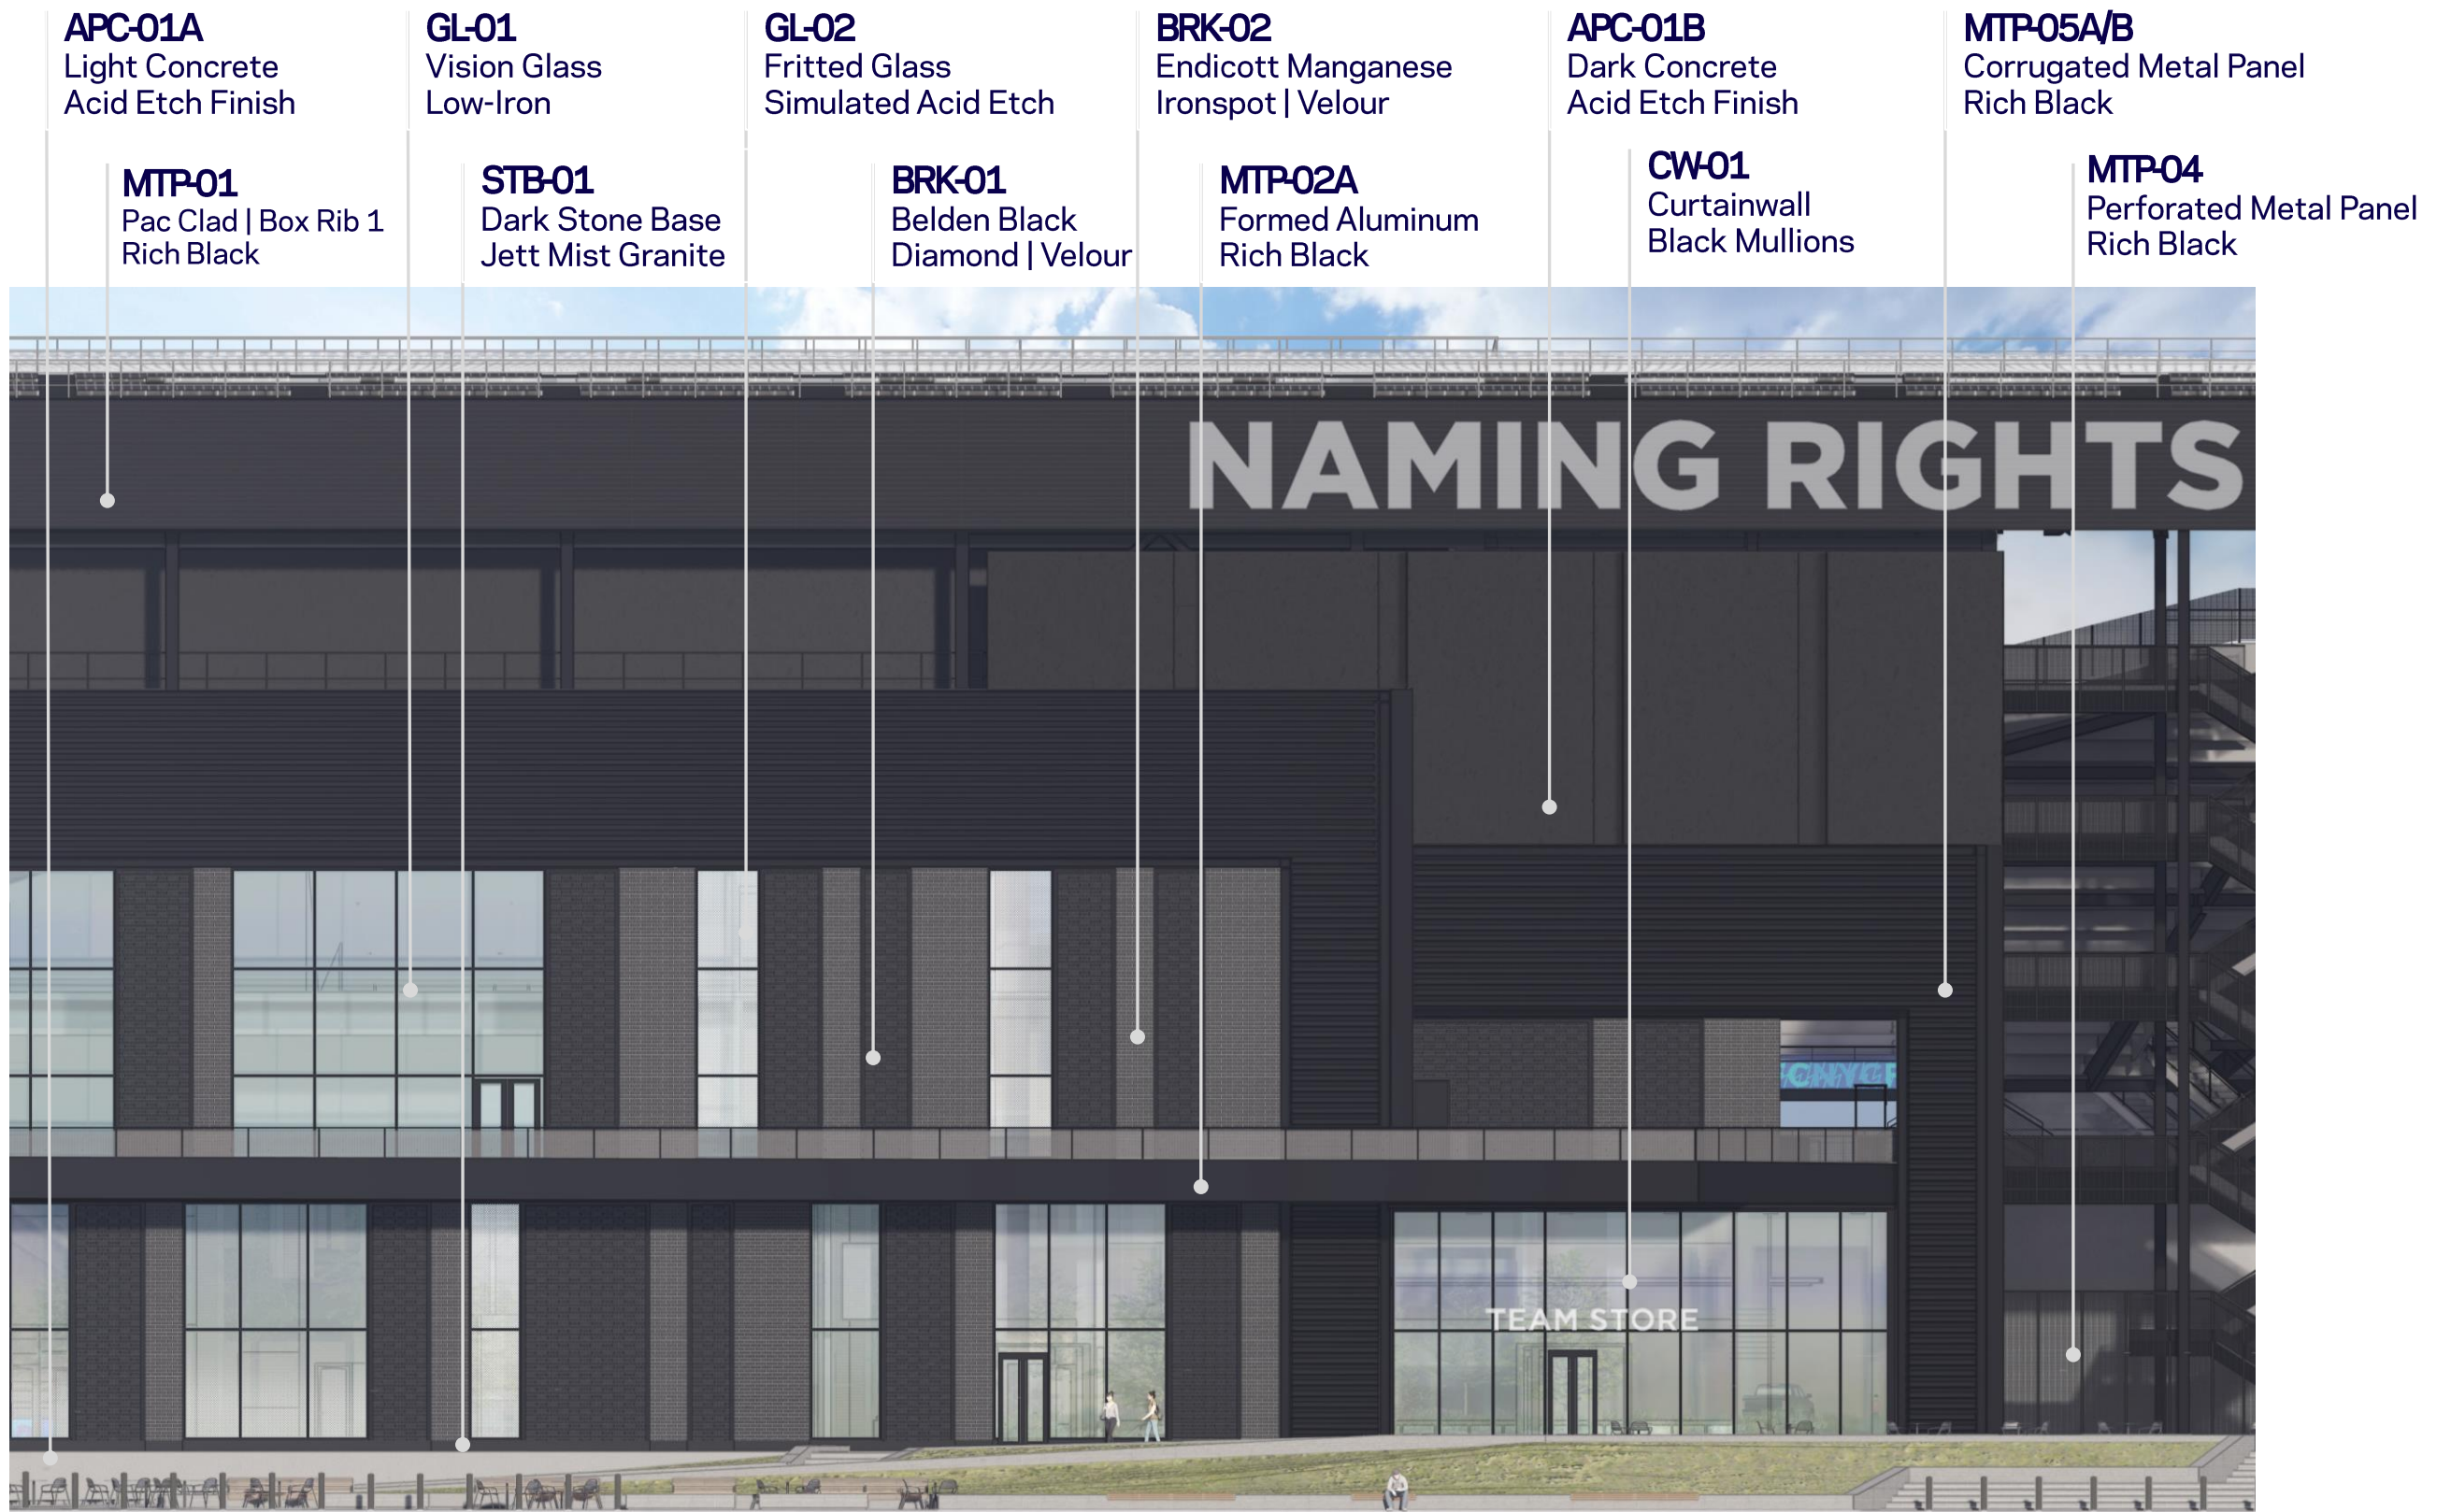 APC-01A
Light Concrete
Acid Etch Finish
GL-01
Vision Glass
Low-Iron
GL-02
Fritted Glass
Simulated Acid Etch
BRK-02
Endicott Manganese
Ironspot | Velour
APC-01B
Dark Concrete
Acid Etch Finish
MTP-05A/B
Corrugated Metal Panel
Rich Black
MTP-01
Pac Clad | Box Rib 1
Rich Black
STB-01
Dark Stone Base
Jett Mist Granite
BRK-01
Belden Black
Diamond | Velour
MTP-02A
Formed Aluminum
Rich Black
CW-01
Curtainwall
Black Mullions
MTP-04
Perforated Metal Panel
Rich Black
NAMING RIGHTS
TEAM STORE